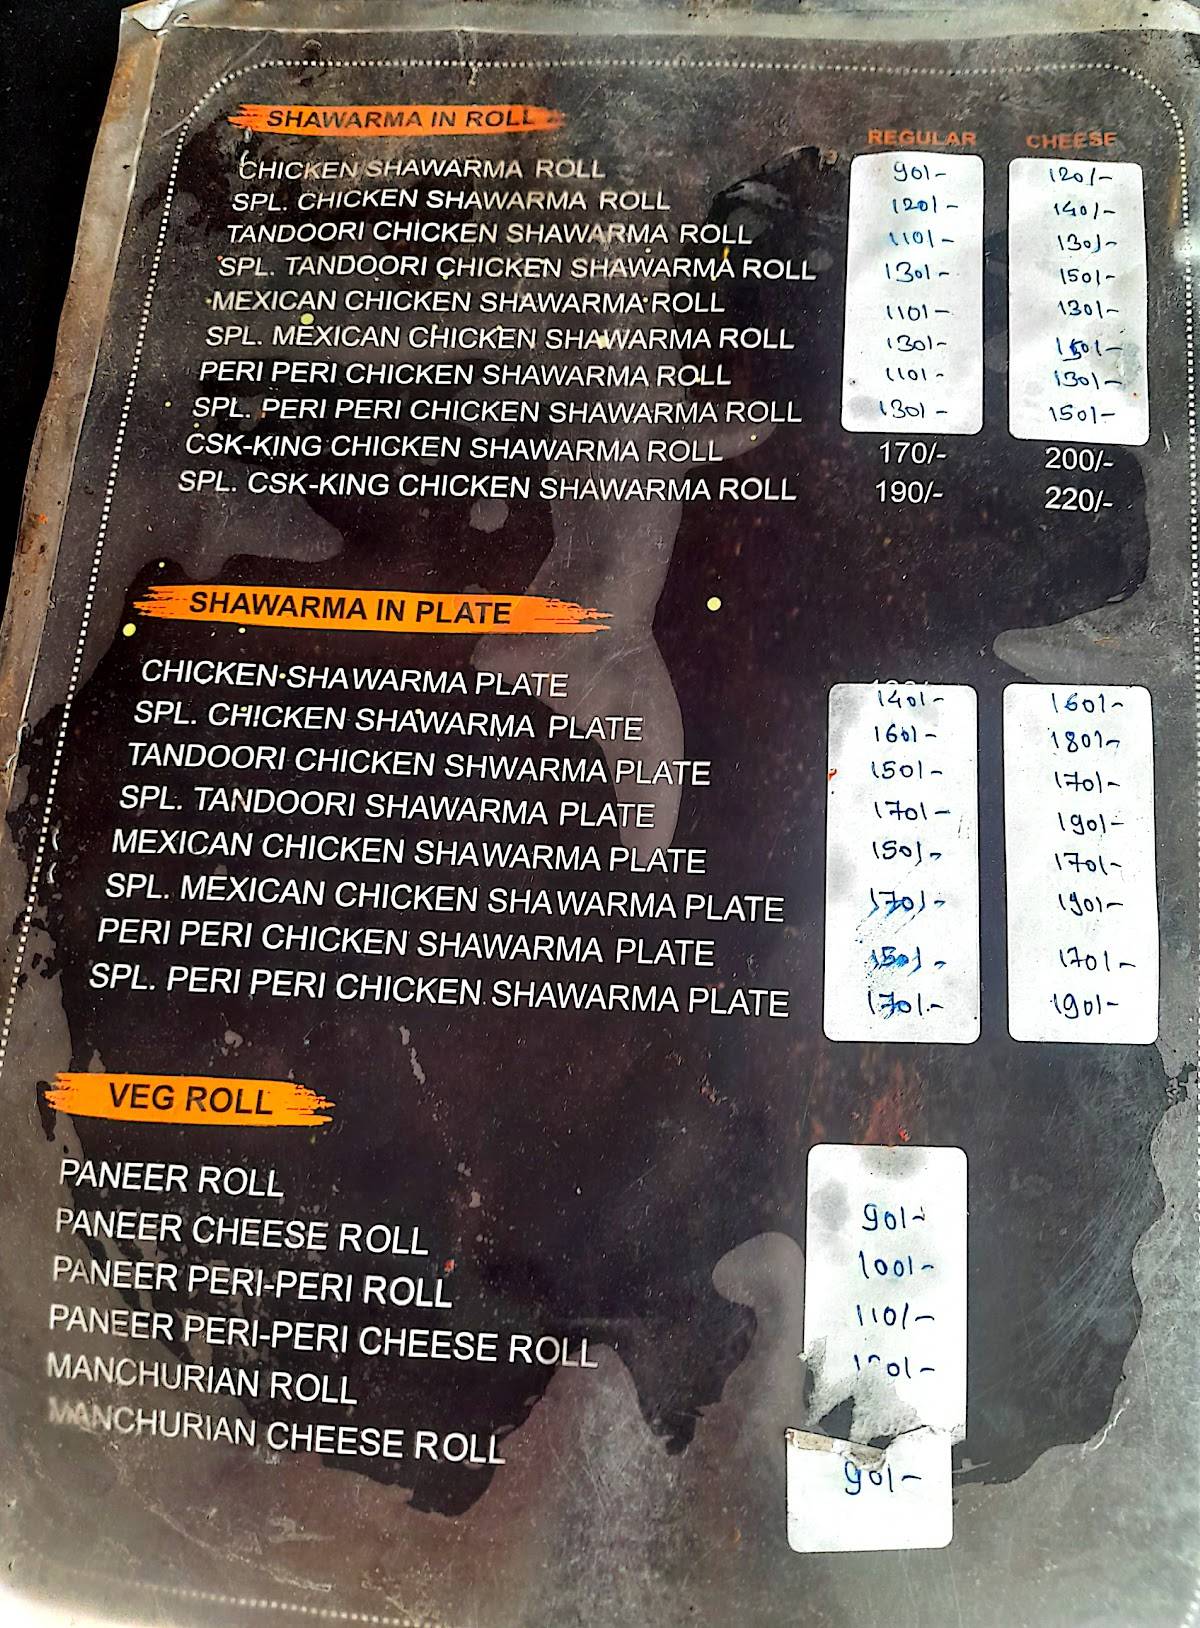 SHAWARMA IN ROLL REGULAR CHEESE
CHICKEN SHAWARMA ROLL 90/- 120/-
SPL. CHICKEN SHAWARMA ROLL 120/- 140/-
TANDOORI CHICKEN SHAWARMA ROLL 110/- 130/-
SPL. TANDOORI CHICKEN SHAWARMA ROLL 130/- 150/-
MEXICAN CHICKEN SHAWARMA ROLL 110/- 130/-
SPL. MEXICAN CHICKEN SHAWARMA ROLL 130/- 150/-
PERI PERI CHICKEN SHAWARMA ROLL 110/- 130/-
SPL. PERI PERI CHICKEN SHAWARMA ROLL 130/- 150/-
CSK-KING CHICKEN SHAWARMA ROLL 170/- 200/-
SPL. CSK-KING CHICKEN SHAWARMA ROLL 190/- 220/-
SHAWARMA IN PLATE
CHICKEN SHAWARMA PLATE 140/- 160/-
SPL. CHICKEN SHAWARMA PLATE 160/- 180/-
TANDOORI CHICKEN SHWARMA PLATE 150/- 170/-
SPL. TANDOORI SHAWARMA PLATE 170/- 190/-
MEXICAN CHICKEN SHAWARMA PLATE 150/- 170/-
SPL. MEXICAN CHICKEN SHAWARMA PLATE 170/- 190/-
PERI PERI CHICKEN SHAWARMA PLATE 150/- 170/-
SPL. PERI PERI CHICKEN SHAWARMA PLATE 170/- 190/-
VEG ROLL
PANEER ROLL 90/-
PANEER CHEESE ROLL 100/-
PANEER PERI-PERI ROLL 110/-
PANEER PERI-PERI CHEESE ROLL
MANCHURIAN ROLL
MANCHURIAN CHEESE ROLL 90/-